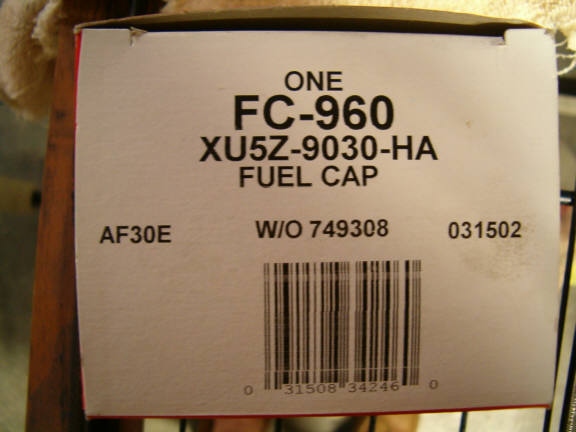 ONE
FC-960
XU5Z-9030-HA
FUEL CAP
AF30E W/O 749308 031502
0 31508 34246 0